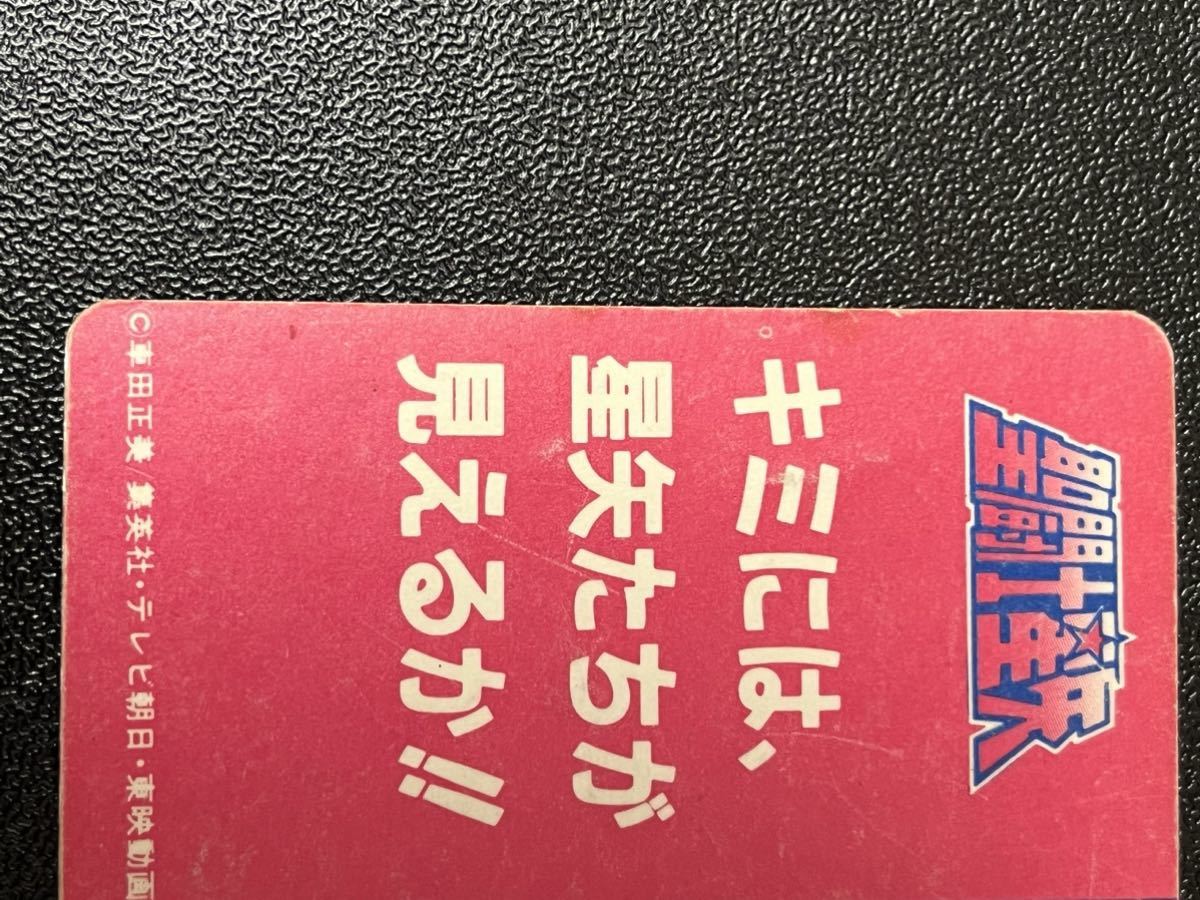 聖闘士星矢
キミには、
星矢たちが
見えるか!!
©車田正美/集英社・テレビ朝日・東映動画